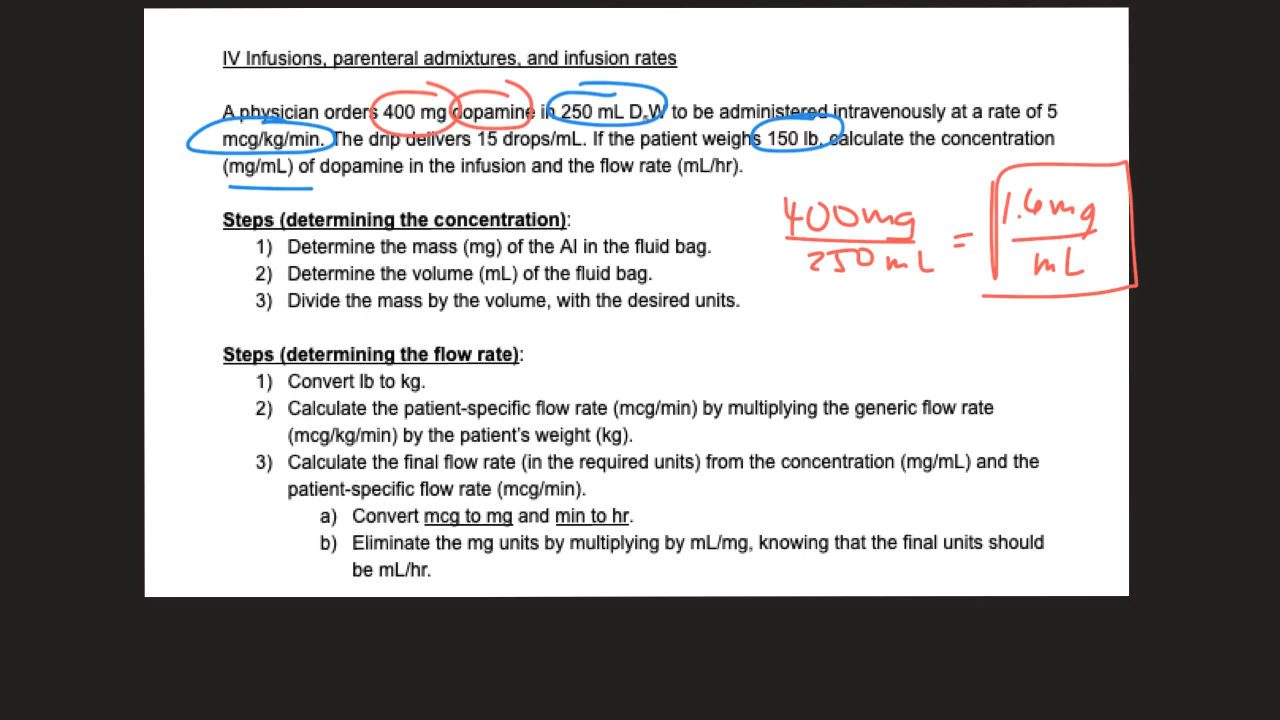 IV Infusions, parenteral admixtures, and infusion rates
A physician orders 400 mg dopamine in 250 mL D5W to be administered intravenously at a rate of 5
mcg/kg/min. The drip delivers 15 drops/mL. If the patient weighs 150 lb, calculate the concentration
(mg/mL) of dopamine in the infusion and the flow rate (mL/hr).
Steps (determining the concentration):
1) Determine the mass (mg) of the AI in the fluid bag.
2) Determine the volume (mL) of the fluid bag.
3) Divide the mass by the volume, with the desired units.
400mg
250 mL
=
1.6mg
mL
Steps (determining the flow rate):
1) Convert lb to kg.
2) Calculate the patient-specific flow rate (mcg/min) by multiplying the generic flow rate
(mcg/kg/min) by the patient's weight (kg).
3) Calculate the final flow rate (in the required units) from the concentration (mg/mL) and the
patient-specific flow rate (mcg/min).
a) Convert mcg to mg and min to hr.
b) Eliminate the mg units by multiplying by mL/mg, knowing that the final units should
be mL/hr.